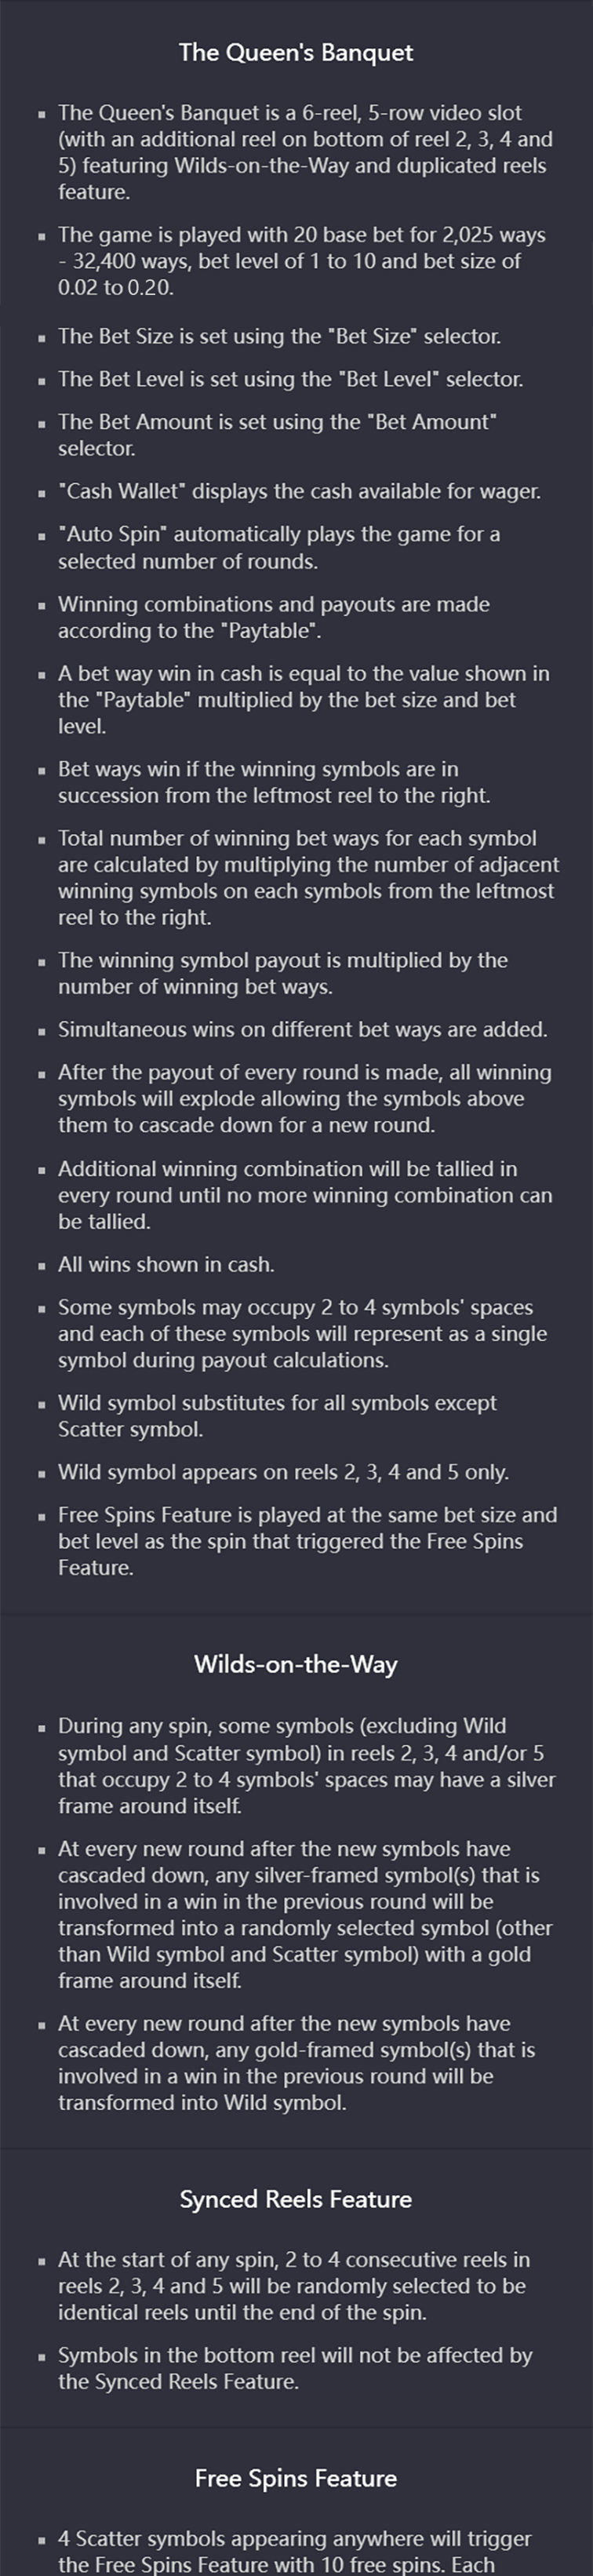 The Queen's Banquet
▪ The Queen's Banquet is a 6-reel, 5-row video slot
(with an additional reel on bottom of reel 2, 3, 4 and
5) featuring Wilds-on-the-Way and duplicated reels
feature.
▪ The game is played with 20 base bet for 2,025 ways
- 32,400 ways, bet level of 1 to 10 and bet size of
0.02 to 0.20.
▪ The Bet Size is set using the "Bet Size" selector.
▪ The Bet Level is set using the "Bet Level" selector.
▪ The Bet Amount is set using the "Bet Amount"
selector.
▪ "Cash Wallet" displays the cash available for wager.
▪ "Auto Spin" automatically plays the game for a
selected number of rounds.
▪ Winning combinations and payouts are made
according to the "Paytable".
▪ A bet way win in cash is equal to the value shown in
the "Paytable" multiplied by the bet size and bet
level.
▪ Bet ways win if the winning symbols are in
succession from the leftmost reel to the right.
▪ Total number of winning bet ways for each symbol
are calculated by multiplying the number of adjacent
winning symbols on each symbols from the leftmost
reel to the right.
▪ The winning symbol payout is multiplied by the
number of winning bet ways.
▪ Simultaneous wins on different bet ways are added.
▪ After the payout of every round is made, all winning
symbols will explode allowing the symbols above
them to cascade down for a new round.
▪ Additional winning combination will be tallied in
every round until no more winning combination can
be tallied.
▪ All wins shown in cash.
▪ Some symbols may occupy 2 to 4 symbols' spaces
and each of these symbols will represent as a single
symbol during payout calculations.
▪ Wild symbol substitutes for all symbols except
Scatter symbol.
▪ Wild symbol appears on reels 2, 3, 4 and 5 only.
▪ Free Spins Feature is played at the same bet size and
bet level as the spin that triggered the Free Spins
Feature.
Wilds-on-the-Way
▪ During any spin, some symbols (excluding Wild
symbol and Scatter symbol) in reels 2, 3, 4 and/or 5
that occupy 2 to 4 symbols' spaces may have a silver
frame around itself.
▪ At every new round after the new symbols have
cascaded down, any silver-framed symbol(s) that is
involved in a win in the previous round will be
transformed into a randomly selected symbol (other
than Wild symbol and Scatter symbol) with a gold
frame around itself.
▪ At every new round after the new symbols have
cascaded down, any gold-framed symbol(s) that is
involved in a win in the previous round will be
transformed into Wild symbol.
Synced Reels Feature
▪ At the start of any spin, 2 to 4 consecutive reels in
reels 2, 3, 4 and 5 will be randomly selected to be
identical reels until the end of the spin.
▪ Symbols in the bottom reel will not be affected by
the Synced Reels Feature.
Free Spins Feature
▪ 4 Scatter symbols appearing anywhere will trigger
the Free Spins Feature with 10 free spins. Each